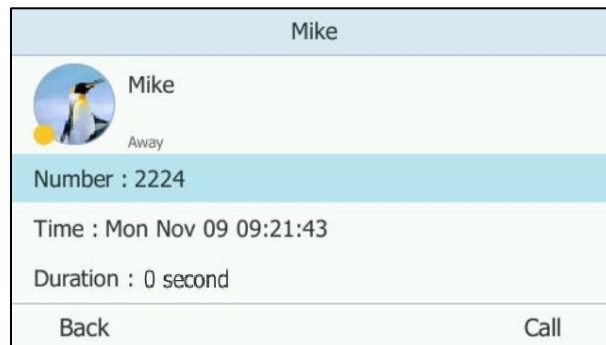 Mike
Mike
Away
Number : 2224
Time : Mon Nov 09 09:21:43
Duration : 0 second
Back Call